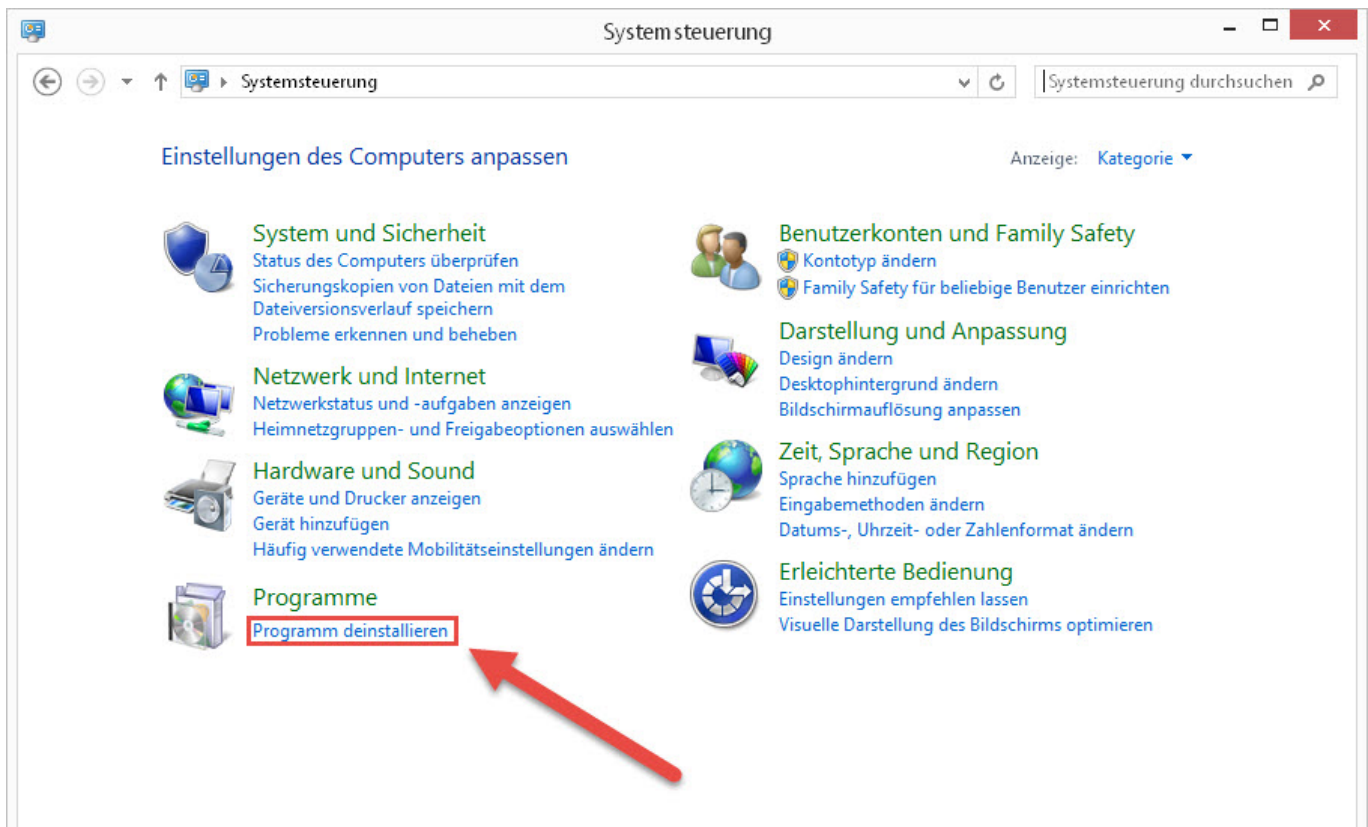 Systemsteuerung
Systemsteuerung
Systemsteuerung durchsuchen
Einstellungen des Computers anpassen
Anzeige: Kategorie
System und Sicherheit
Status des Computers überprüfen
Sicherungskopien von Dateien mit dem
Dateiversionsverlauf speichern
Probleme erkennen und beheben
Netzwerk und Internet
Netzwerkstatus und -aufgaben anzeigen
Heimnetzgruppen- und Freigabeoptionen auswählen
Hardware und Sound
Geräte und Drucker anzeigen
Gerät hinzufügen
Häufig verwendete Mobilitätseinstellungen ändern
Programme
Programm deinstallieren
Benutzerkonten und Family Safety
Kontotyp ändern
Family Safety für beliebige Benutzer einrichten
Darstellung und Anpassung
Design ändern
Desktophintergrund ändern
Bildschirmauflösung anpassen
Zeit, Sprache und Region
Sprache hinzufügen
Eingabemethoden ändern
Datums-, Uhrzeit- oder Zahlenformat ändern
Erleichterte Bedienung
Einstellungen empfehlen lassen
Visuelle Darstellung des Bildschirms optimieren